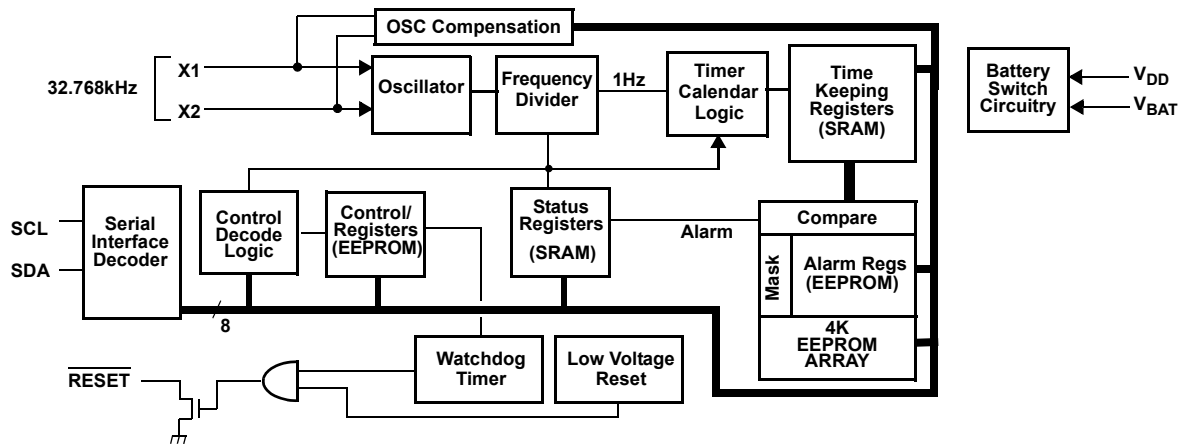 OSC Compensation
32.768kHz
X1
X2
Oscillator
Frequency
Divider
1Hz
Timer
Calendar
Logic
Time
Keeping
Registers
(SRAM)
Battery
Switch
Circuitry
VDD
VBAT
SCL
SDA
Serial
Interface
Decoder
Control
Decode
Logic
Control/
Registers
(EEPROM)
Status
Registers
(SRAM)
Alarm
Compare
Mask
Alarm Regs
(EEPROM)
4K
EEPROM
ARRAY
8
RESET
Watchdog
Timer
Low Voltage
Reset